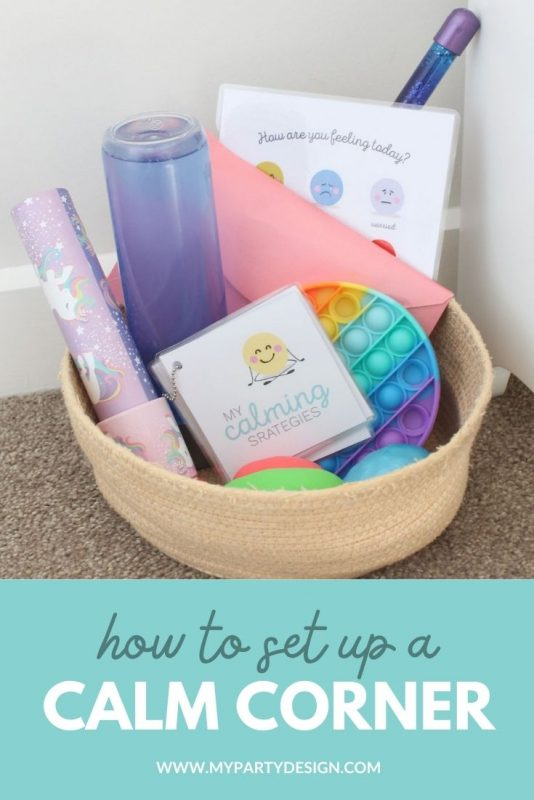 How are you feeling today?
worried
MY
calming
SRATEGIES
how to set up a
CALM CORNER
WWW.MYPARTYDESIGN.COM